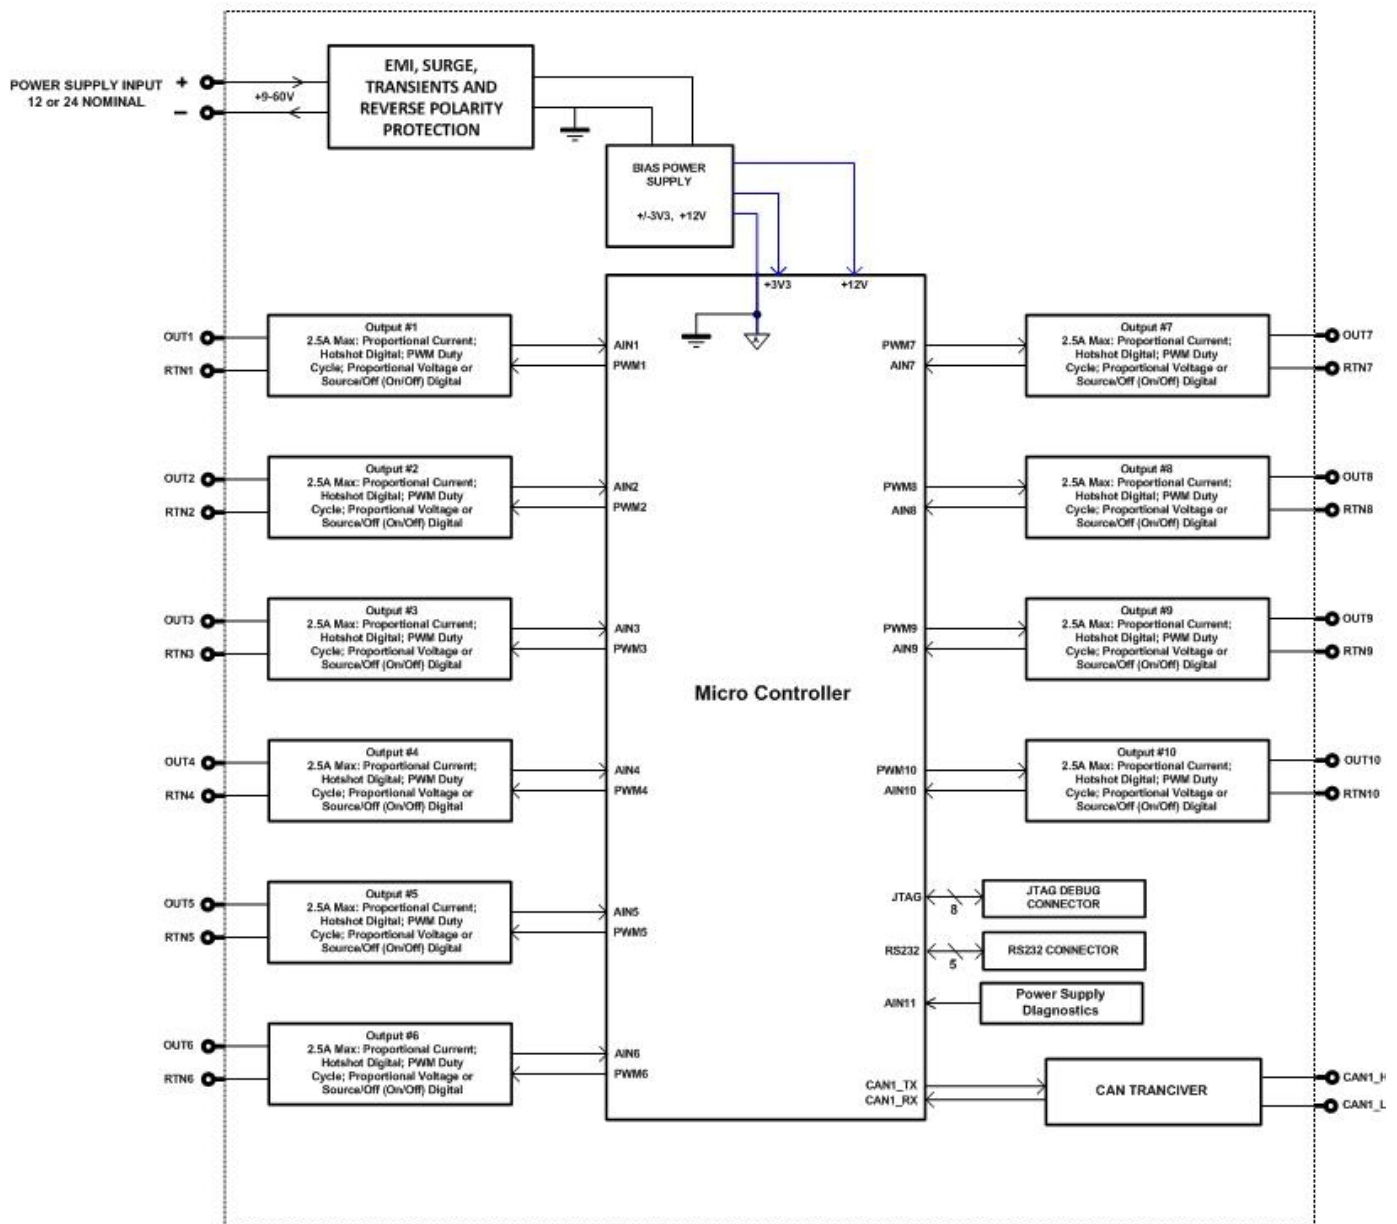 POWER SUPPLY INPUT
12 or 24 NOMINAL
+
−
+9-60V
EMI, SURGE,
TRANSIENTS AND
REVERSE POLARITY
PROTECTION
BIAS POWER
SUPPLY
+/-3V3, +12V
+3V3
+12V
OUT1
RTN1
Output #1
2.5A Max: Proportional Current;
Hotshot Digital; PWM Duty
Cycle; Proportional Voltage or
Source/Off (On/Off) Digital
AIN1
PWM1
PWM7
AIN7
Output #7
2.5A Max: Proportional Current;
Hotshot Digital; PWM Duty
Cycle; Proportional Voltage or
Source/Off (On/Off) Digital
OUT7
RTN7
OUT2
RTN2
Output #2
2.5A Max: Proportional Current;
Hotshot Digital; PWM Duty
Cycle; Proportional Voltage or
Source/Off (On/Off) Digital
AIN2
PWM2
PWM8
AIN8
Output #8
2.5A Max: Proportional Current;
Hotshot Digital; PWM Duty
Cycle; Proportional Voltage or
Source/Off (On/Off) Digital
OUT8
RTN8
OUT3
RTN3
Output #3
2.5A Max: Proportional Current;
Hotshot Digital; PWM Duty
Cycle; Proportional Voltage or
Source/Off (On/Off) Digital
AIN3
PWM3
PWM9
AIN9
Output #9
2.5A Max: Proportional Current;
Hotshot Digital; PWM Duty
Cycle; Proportional Voltage or
Source/Off (On/Off) Digital
OUT9
RTN9
Micro Controller
OUT4
RTN4
Output #4
2.5A Max: Proportional Current;
Hotshot Digital; PWM Duty
Cycle; Proportional Voltage or
Source/Off (On/Off) Digital
AIN4
PWM4
PWM10
AIN10
Output #10
2.5A Max: Proportional Current;
Hotshot Digital; PWM Duty
Cycle; Proportional Voltage or
Source/Off (On/Off) Digital
OUT10
RTN10
OUT5
RTN5
Output #5
2.5A Max: Proportional Current;
Hotshot Digital; PWM Duty
Cycle; Proportional Voltage or
Source/Off (On/Off) Digital
AIN5
PWM5
JTAG
8
JTAG DEBUG
CONNECTOR
RS232
5
RS232 CONNECTOR
AIN11
Power Supply
Diagnostics
OUT6
RTN6
Output #6
2.5A Max: Proportional Current;
Hotshot Digital; PWM Duty
Cycle; Proportional Voltage or
Source/Off (On/Off) Digital
AIN6
PWM6
CAN1_TX
CAN1_RX
CAN TRANCIVER
CAN1_H
CAN1_L